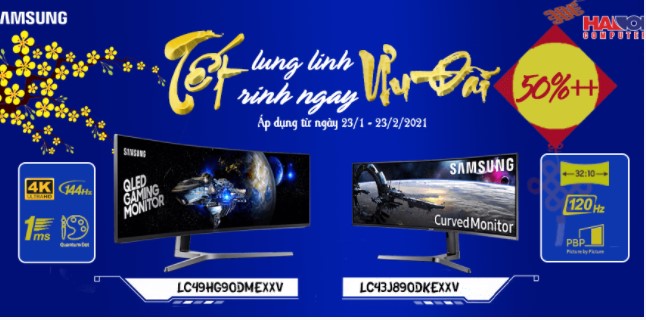 SAMSUNG
HANOI
COMPUTER
Tết lung linh
rinh ngay Ưu Đãi
50%++
Áp dụng từ ngày 23/1 - 23/2/2021
SAMSUNG
QLED
GAMING
MONITOR
4K
ULTRA HD
144Hz
1ms
Quantum Dot
SAMSUNG
Curved Monitor
32:10
120Hz
PBP
Picture by Picture
LC49HG90DMEXXV
LC43J890DKEXXV